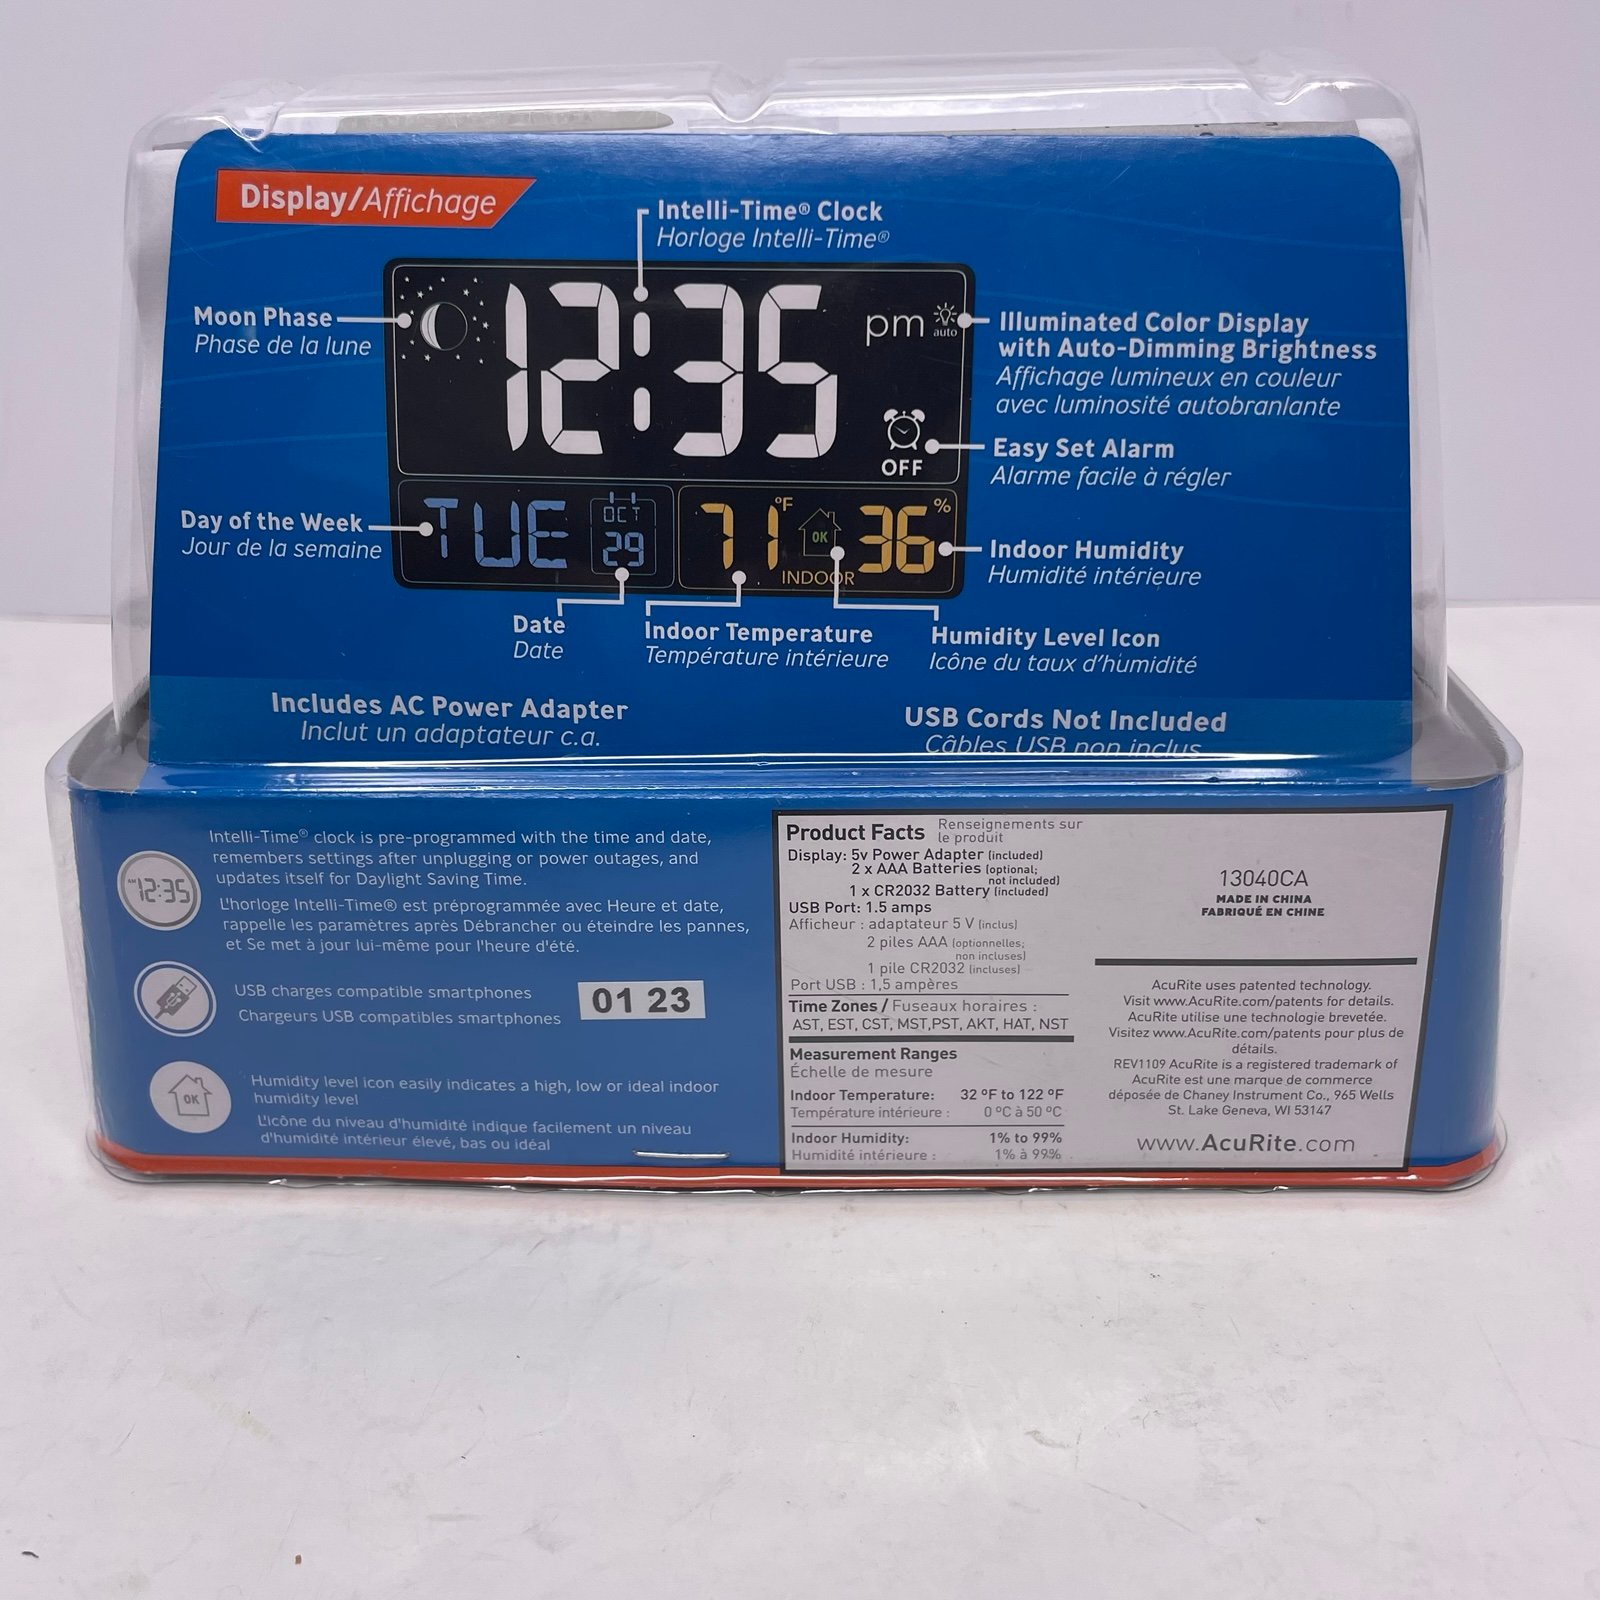 Display/Affichage
Intelli-Time® Clock
Horloge Intelli-Time®
Moon Phase
Phase de la lune
12:35
pm
auto
Illuminated Color Display
with Auto-Dimming Brightness
Affichage lumineux en couleur
avec luminosité autobranlante
OFF
Easy Set Alarm
Alarme facile à régler
Day of the Week
Jour de la semaine
TUE
OCT
29
71°F
OK
INDOOR
36%
Indoor Humidity
Humidité intérieure
Date
Date
Indoor Temperature
Température intérieure
Humidity Level Icon
Icône du taux d'humidité
Includes AC Power Adapter
Inclut un adaptateur c.a.
USB Cords Not Included
Câbles USB non inclus
AM 12:35
Intelli-Time® clock is pre-programmed with the time and date,
remembers settings after unplugging or power outages, and
updates itself for Daylight Saving Time.
L'horloge Intelli-Time® est préprogrammée avec Heure et date,
rappelle les paramètres après Débrancher ou éteindre les pannes,
et Se met à jour lui-même pour l'heure d'été.
USB charges compatible smartphones
Chargeurs USB compatibles smartphones
01 23
OK
Humidity level icon easily indicates a high, low or ideal indoor
humidity level
L'icône du niveau d'humidité indique facilement un niveau
d'humidité intérieur élevé, bas ou idéal
Product Facts Renseignements sur
le produit
Display: 5v Power Adapter (included)
2 x AAA Batteries (optional;
not included)
1 x CR2032 Battery (included)
USB Port: 1.5 amps
Afficheur : adaptateur 5 V (inclus)
2 piles AAA (optionnelles;
non incluses)
1 pile CR2032 (incluses)
Port USB : 1,5 ampères
Time Zones / Fuseaux horaires :
AST, EST, CST, MST,PST, AKT, HAT, NST
Measurement Ranges
Échelle de mesure
Indoor Temperature: 32 ºF to 122 ºF
Température intérieure : 0 ºC à 50 ºC
Indoor Humidity: 1% to 99%
Humidité intérieure : 1% à 99%
13040CA
MADE IN CHINA
FABRIQUÉ EN CHINE
AcuRite uses patented technology.
Visit www.AcuRite.com/patents for details.
AcuRite utilise une technologie brevetée.
Visitez www.AcuRite.com/patents pour plus de
détails.
REV1109 AcuRite is a registered trademark of
AcuRite est une marque de commerce
déposée de Chaney Instrument Co., 965 Wells
St. Lake Geneva, WI 53147
www.AcuRite.com